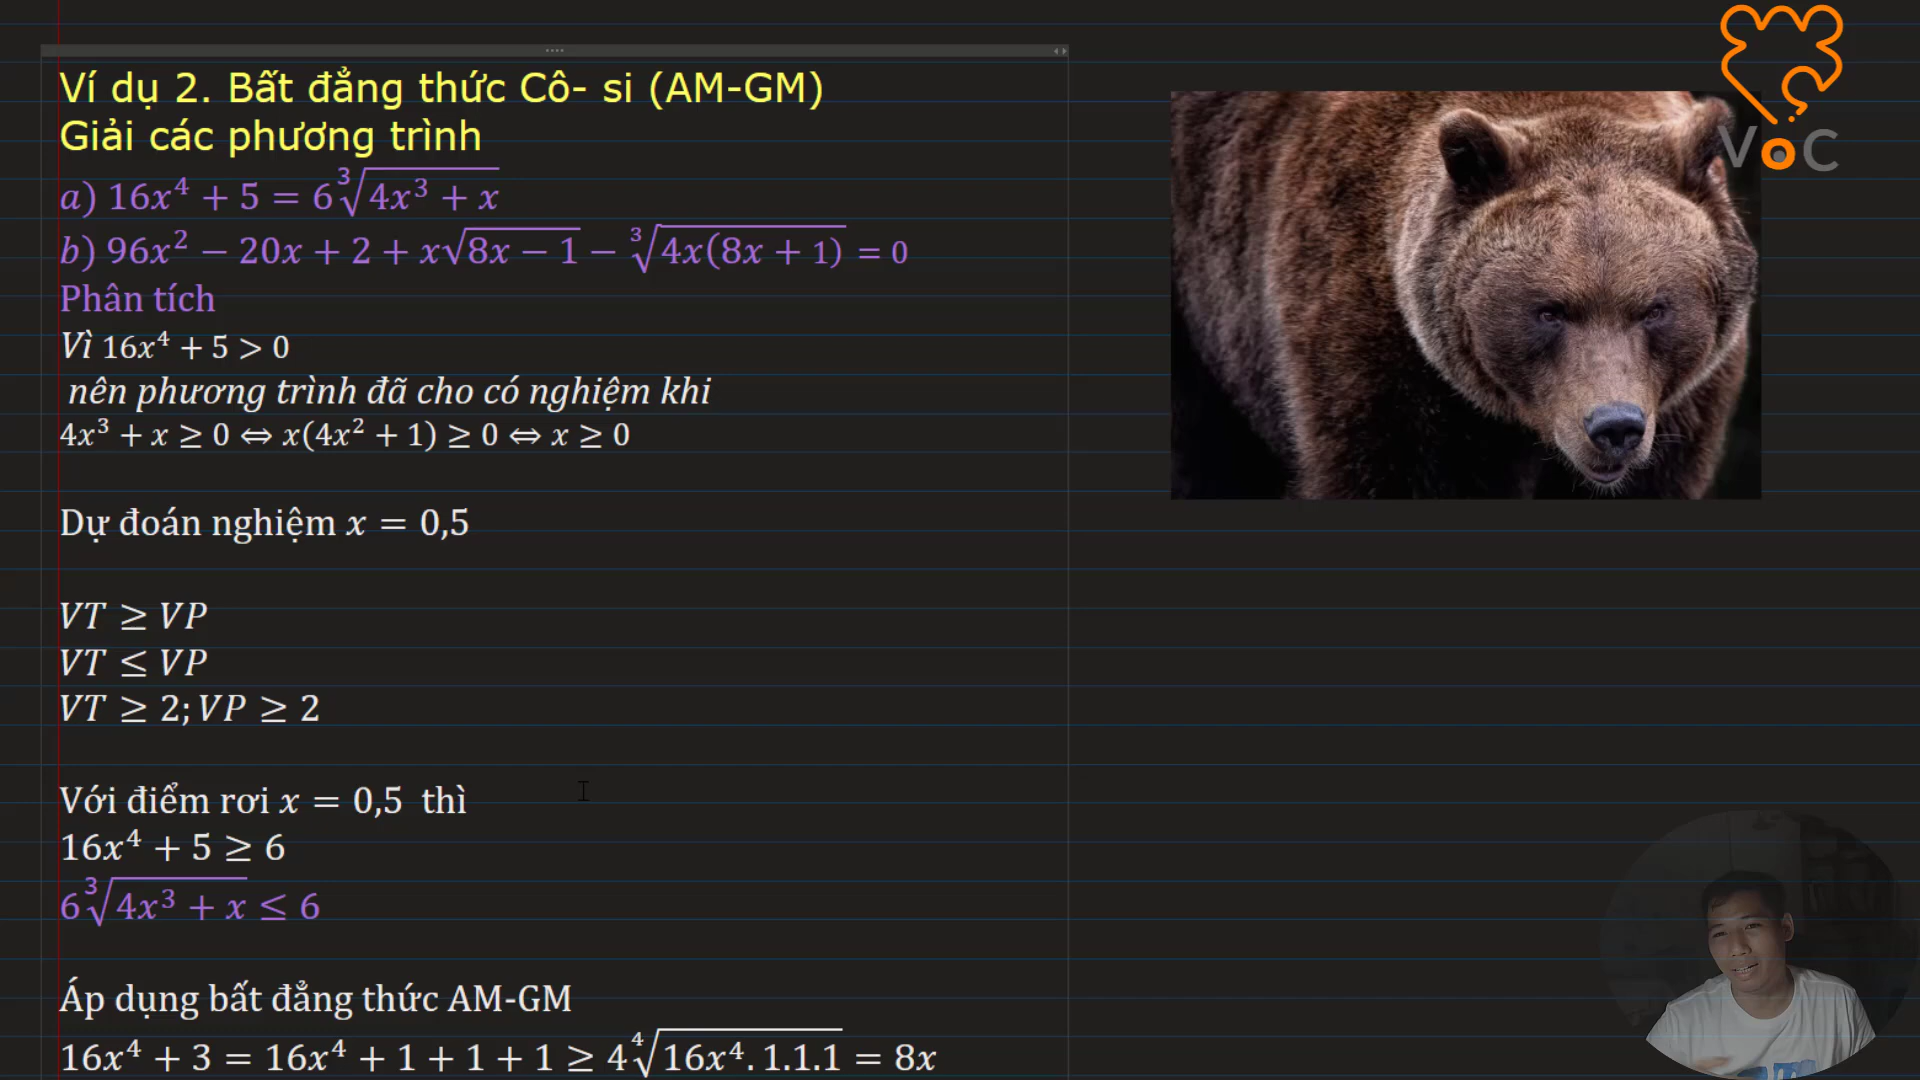 Ví dụ 2. Bất đẳng thức Cô- si (AM-GM)
Giải các phương trình
a) 16x⁴ + 5 = 6∛(4x³ + x)
b) 96x² − 20x + 2 + x√(8x − 1) − ∛(4x(8x + 1)) = 0
Phân tích
Vì 16x⁴ + 5 > 0
nên phương trình đã cho có nghiệm khi
4x³ + x ≥ 0 ⇔ x(4x² + 1) ≥ 0 ⇔ x ≥ 0
Dự đoán nghiệm x = 0,5
VT ≥ VP
VT ≤ VP
VT ≥ 2; VP ≥ 2
Với điểm rơi x = 0,5 thì
16x⁴ + 5 ≥ 6
6∛(4x³ + x) ≤ 6
Áp dụng bất đẳng thức AM-GM
16x⁴ + 3 = 16x⁴ + 1 + 1 + 1 ≥ 4∜(16x⁴.1.1.1) = 8x
VoC